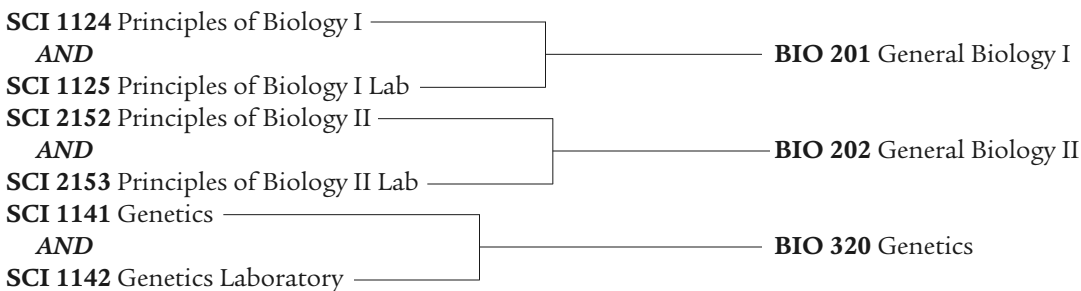 SCI 1124 Principles of Biology I
AND
BIO 201 General Biology I
SCI 1125 Principles of Biology I Lab
SCI 2152 Principles of Biology II
AND
BIO 202 General Biology II
SCI 2153 Principles of Biology II Lab
SCI 1141 Genetics
AND
BIO 320 Genetics
SCI 1142 Genetics Laboratory